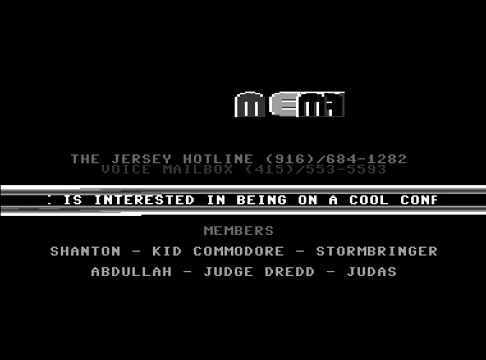 THE JERSEY HOTLINE (916)/684-1282
VOICE MAILBOX (415)/553-5593
IS INTERESTED IN BEING ON A COOL CONF
MEMBERS
SHANTON - KID COMMODORE - STORMBRINGER
ABDULLAH - JUDGE DREDD - JUDAS